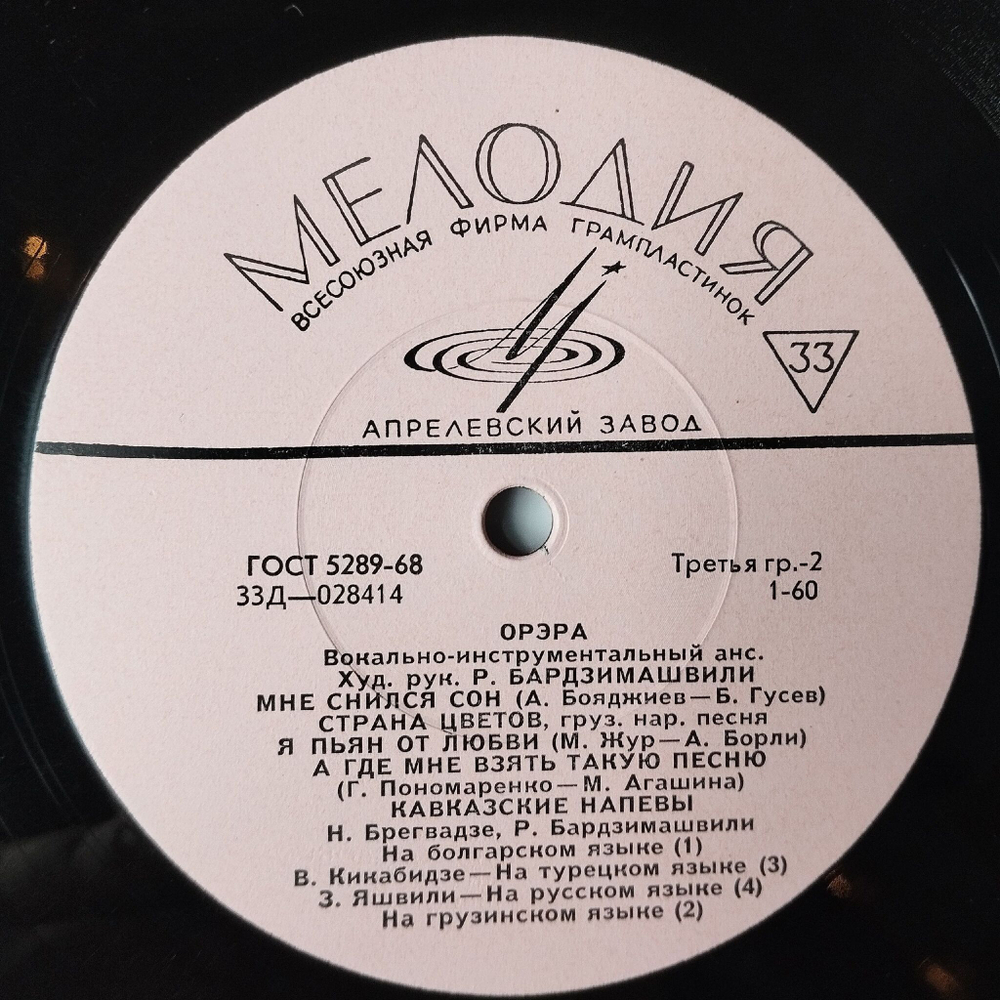 МЕЛОДИЯ
ВСЕСОЮЗНАЯ ФИРМА ГРАМПЛАСТИНОК
33
АПРЕЛЕВСКИЙ ЗАВОД
ГОСТ 5289-68
Третья гр.-2
33Д—028414
1-60
ОРЭРА
Вокально-инструментальный анс.
Худ. рук. Р. БАРДЗИМАШВИЛИ
МНЕ СНИЛСЯ СОН (А. Бояджиев—Б. Гусев)
СТРАНА ЦВЕТОВ, груз. нар. песня
Я ПЬЯН ОТ ЛЮБВИ (М. Жур—А. Борли)
А ГДЕ МНЕ ВЗЯТЬ ТАКУЮ ПЕСНЮ
(Г. Пономаренко—М. Агашина)
КАВКАЗСКИЕ НАПЕВЫ
Н. Брегвадзе, Р. Бардзимашвили
На болгарском языке (1)
В. Кикабидзе—На турецком языке (3)
З. Яшвили—На русском языке (4)
На грузинском языке (2)